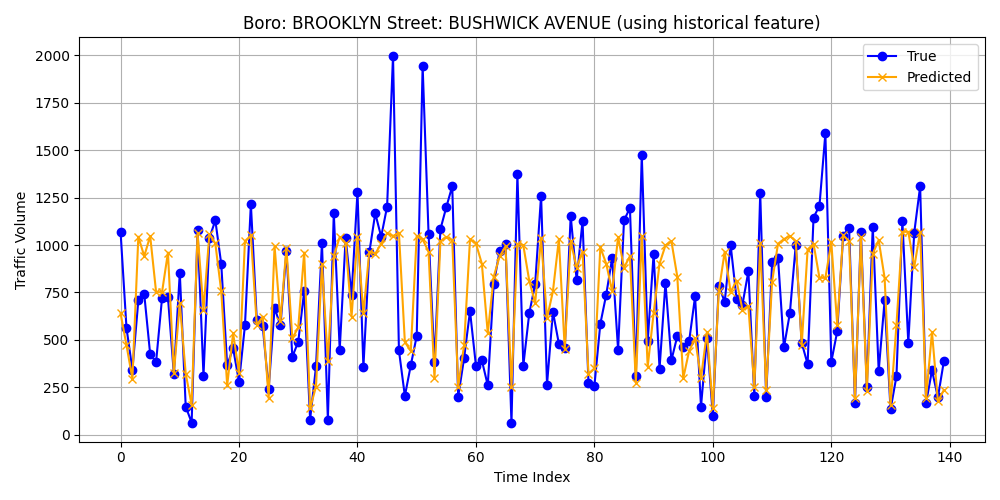 Boro: BROOKLYN Street: BUSHWICK AVENUE (using historical feature)
True
Predicted
Traffic Volume
2000
1750
1500
1250
1000
750
500
250
0
0 20 40 60 80 100 120 140
Time Index